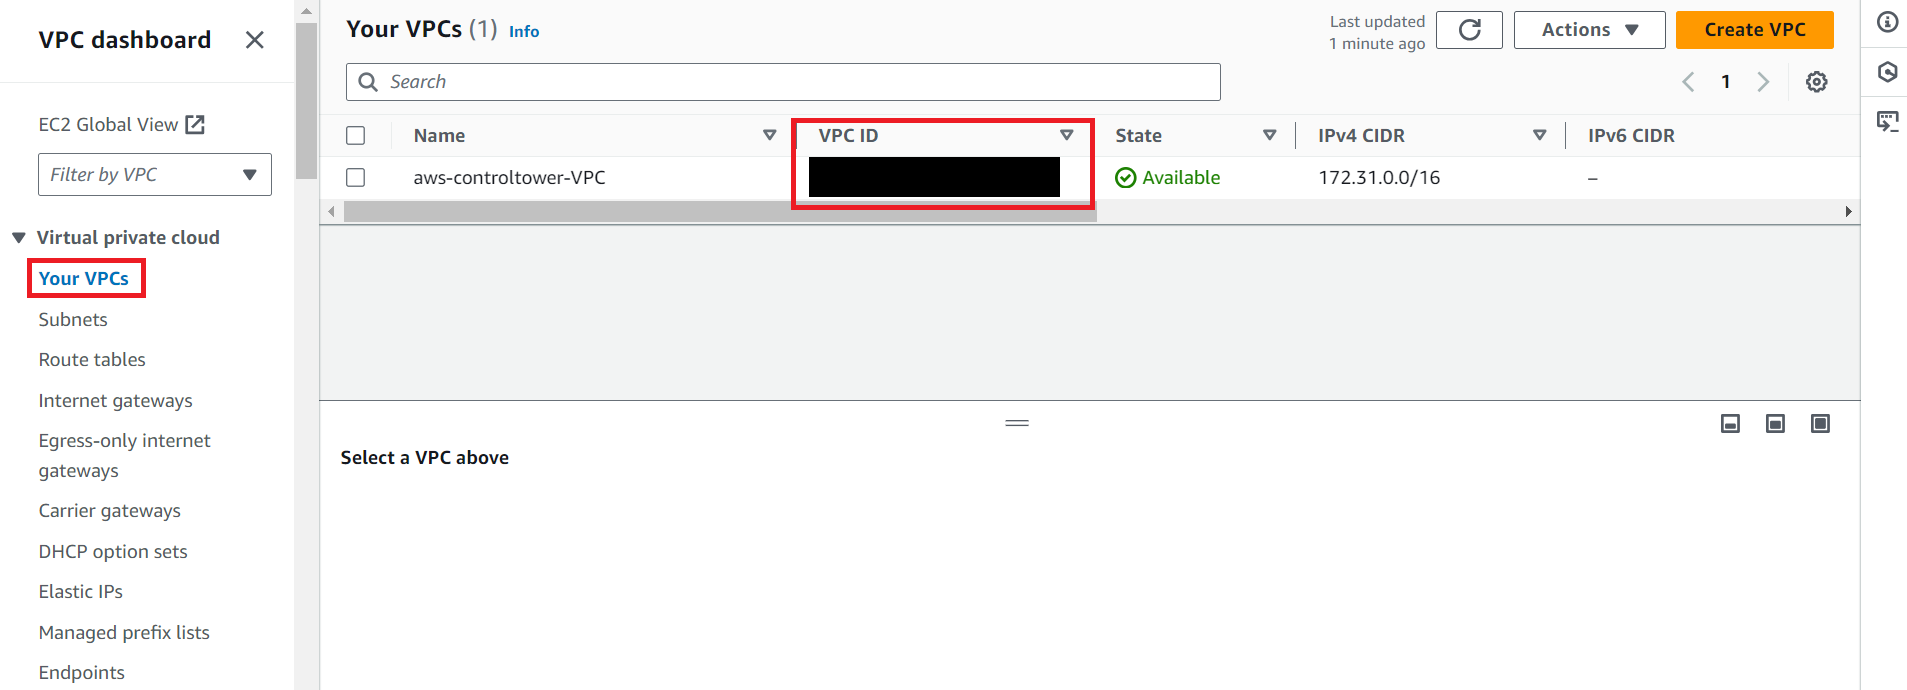 VPC dashboard
EC2 Global View
Filter by VPC
Virtual private cloud
Your VPCs
Subnets
Route tables
Internet gateways
Egress-only internet
gateways
Carrier gateways
DHCP option sets
Elastic IPs
Managed prefix lists
Endpoints
Your VPCs (1) Info
Last updated
1 minute ago
Actions
Create VPC
Search
1
Name VPC ID State IPv4 CIDR IPv6 CIDR
aws-controltower-VPC Available 172.31.0.0/16 –
Select a VPC above